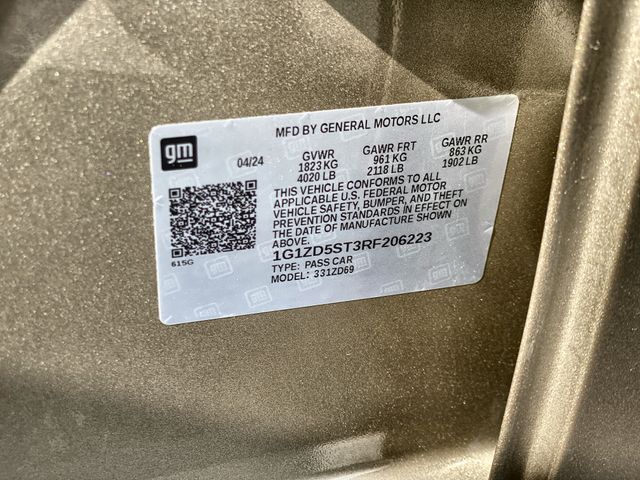 MFD BY GENERAL MOTORS LLC
gm
04/24
GVWR GAWR FRT GAWR RR
1823 KG 961 KG 863 KG
4020 LB 2118 LB 1902 LB
THIS VEHICLE CONFORMS TO ALL
APPLICABLE U.S. FEDERAL MOTOR
VEHICLE SAFETY, BUMPER, AND THEFT
PREVENTION STANDARDS IN EFFECT ON
THE DATE OF MANUFACTURE SHOWN
ABOVE.
1G1ZD5ST3RF206223
615G
TYPE: PASS CAR
MODEL: 331ZD69